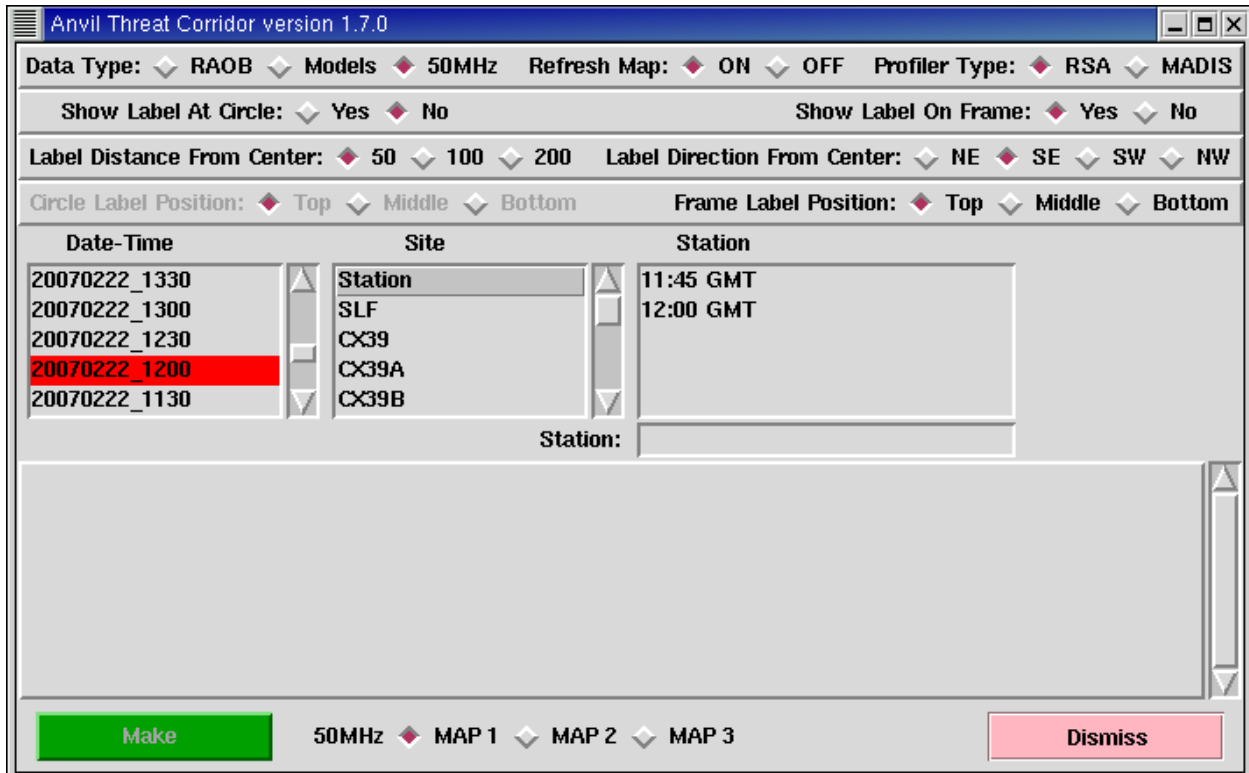 Anvil Threat Corridor version 1.7.0
Data Type: RAOB Models 50MHz Refresh Map: ON OFF Profiler Type: RSA MADIS
Show Label At Circle: Yes No Show Label On Frame: Yes No
Label Distance From Center: 50 100 200 Label Direction From Center: NE SE SW NW
Circle Label Position: Top Middle Bottom Frame Label Position: Top Middle Bottom
Date-Time Site Station
20070222_1330 Station 11:45 GMT
20070222_1300 SLF 12:00 GMT
20070222_1230 CX39
20070222_1200 CX39A
20070222_1130 CX39B
Station:
Make 50MHz MAP 1 MAP 2 MAP 3 Dismiss